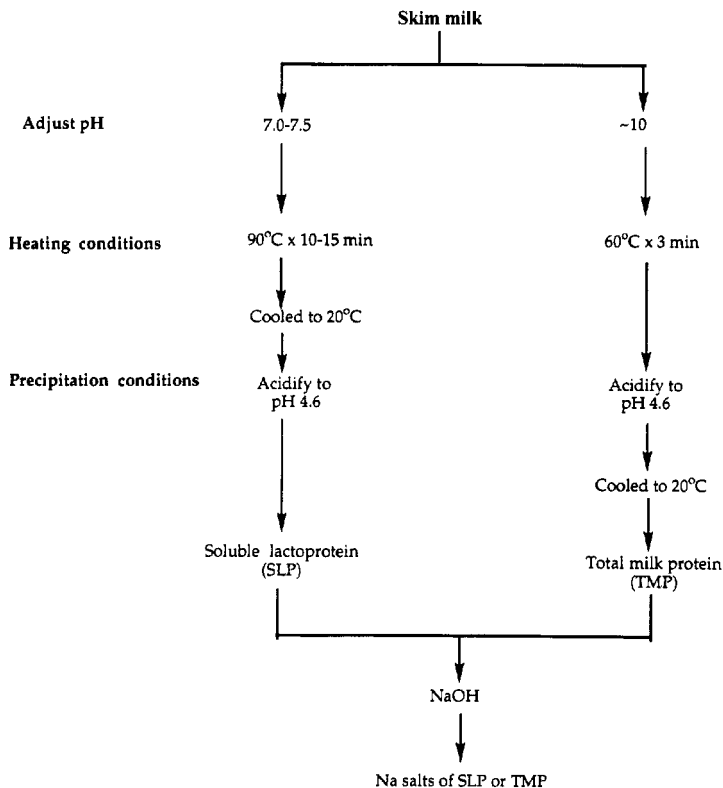 Skim milk
Adjust pH
7.0-7.5
~10
Heating conditions
90°C x 10-15 min
60°C x 3 min
Cooled to 20°C
Precipitation conditions
Acidify to
pH 4.6
Acidify to
pH 4.6
Cooled to 20°C
Soluble lactoprotein
(SLP)
Total milk protein
(TMP)
NaOH
Na salts of SLP or TMP